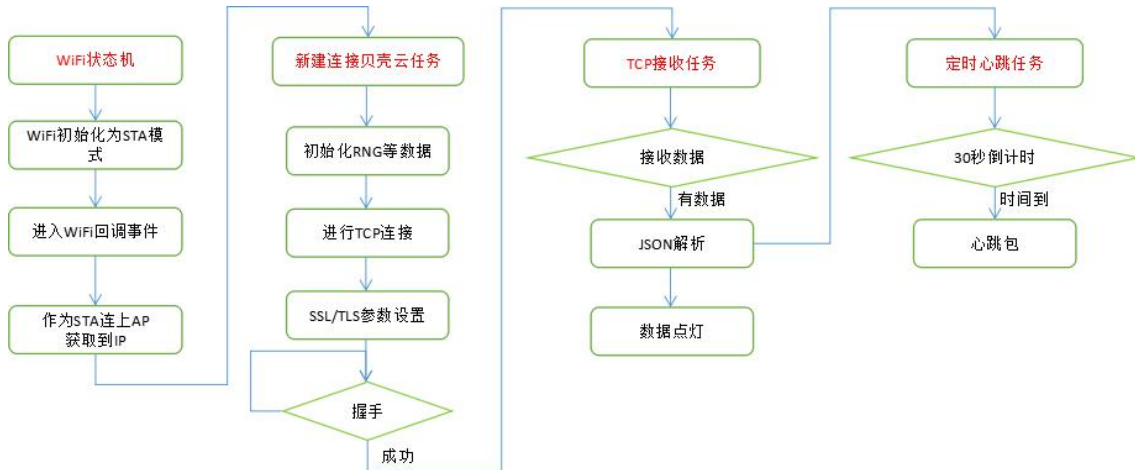 WiFi状态机
WiFi初始化为STA模
式
进入WiFi回调事件
作为STA连上AP
获取到IP
新建连接贝壳云任务
初始化RNG等数据
进行TCP连接
SSL/TLS参数设置
握手
成功
TCP接收任务
接收数据
有数据
JSON解析
数据点灯
定时心跳任务
30秒倒计时
时间到
心跳包